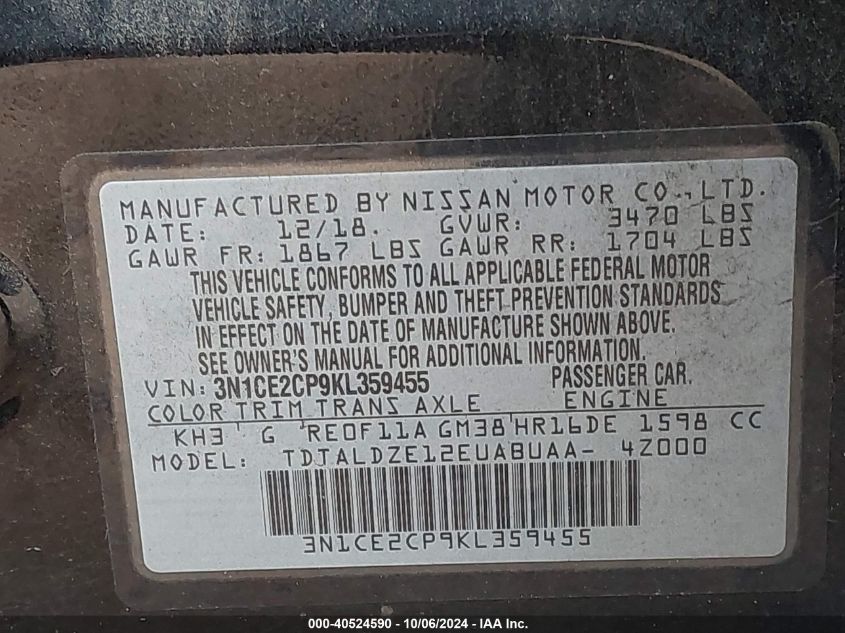 MANUFACTURED BY NISSAN MOTOR CO., LTD.
DATE: 12/18. GVWR: 3470 LBS
GAWR FR: 1867 LBS GAWR RR: 1704 LBS
THIS VEHICLE CONFORMS TO ALL APPLICABLE FEDERAL MOTOR
VEHICLE SAFETY, BUMPER AND THEFT PREVENTION STANDARDS
IN EFFECT ON THE DATE OF MANUFACTURE SHOWN ABOVE.
SEE OWNER'S MANUAL FOR ADDITIONAL INFORMATION.
VIN: 3N1CE2CP9KL359455 PASSENGER CAR.
COLOR TRIM TRANS AXLE ENGINE
KH3 G RE0F11A GM38 HR16DE 1598 CC
MODEL: TDJALDZE12EUABUAA- 4Z000
3N1CE2CP9KL359455
000-40524590 - 10/06/2024 - IAA Inc.